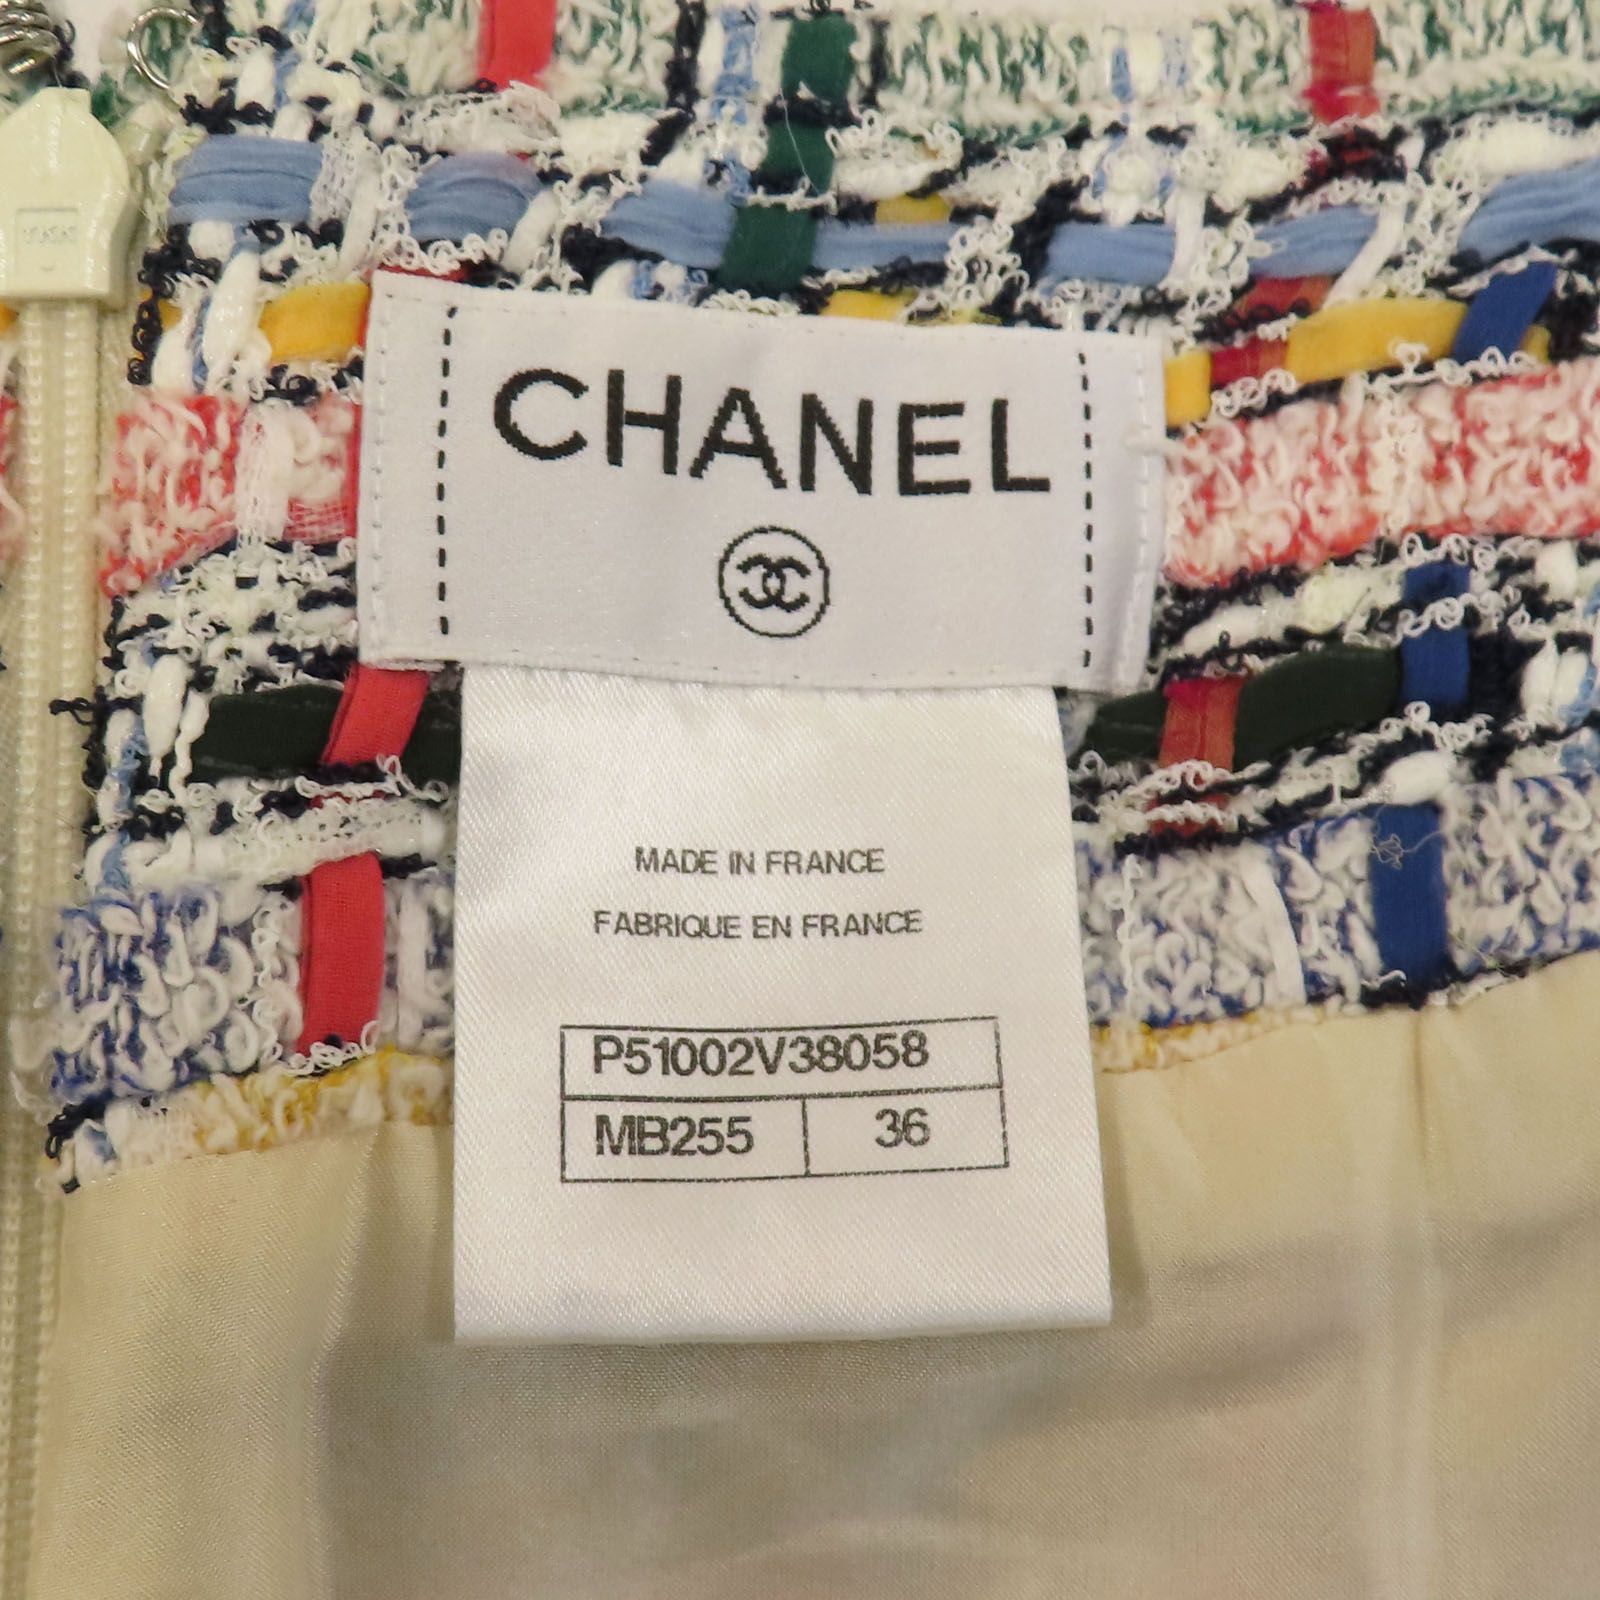 CHANEL
MADE IN FRANCE
FABRIQUE EN FRANCE
P51002V38058
MB255 36